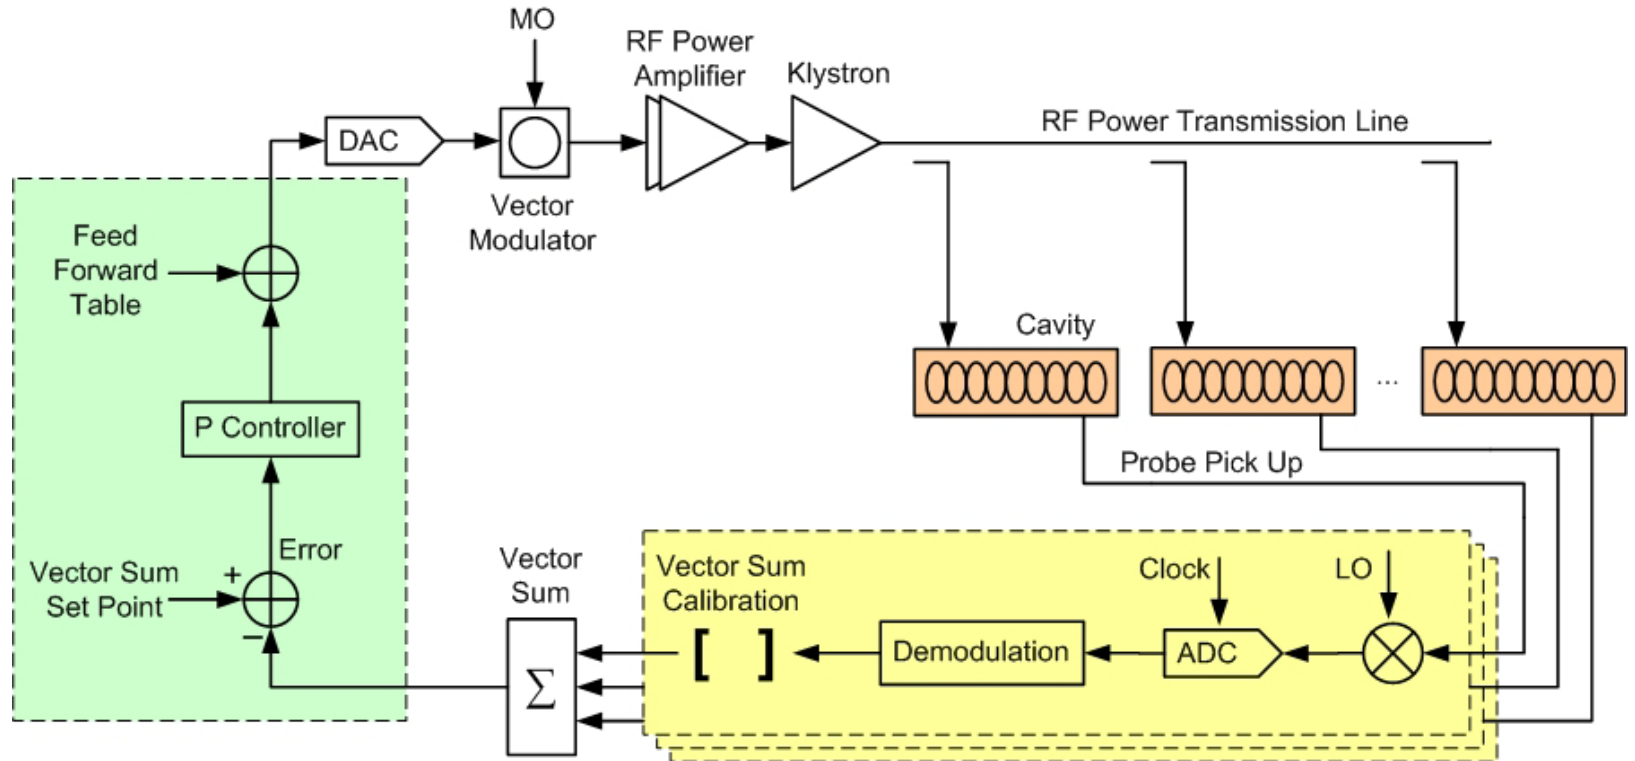 MO
RF Power
Amplifier
Klystron
RF Power Transmission Line
DAC
Vector
Modulator
Feed
Forward
Table
Cavity
...
P Controller
Probe Pick Up
Error
Vector Sum
Set Point
+
−
Vector
Sum
Σ
Vector Sum
Calibration
[ ]
Demodulation
Clock
ADC
LO